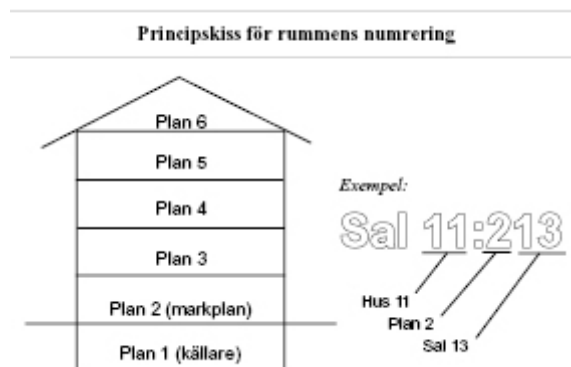 Principskiss för rummens numrering
Plan 6
Plan 5
Plan 4
Plan 3
Plan 2 (markplan)
Plan 1 (källare)
Exempel:
Sal 11:213
Hus 11
Plan 2
Sal 13